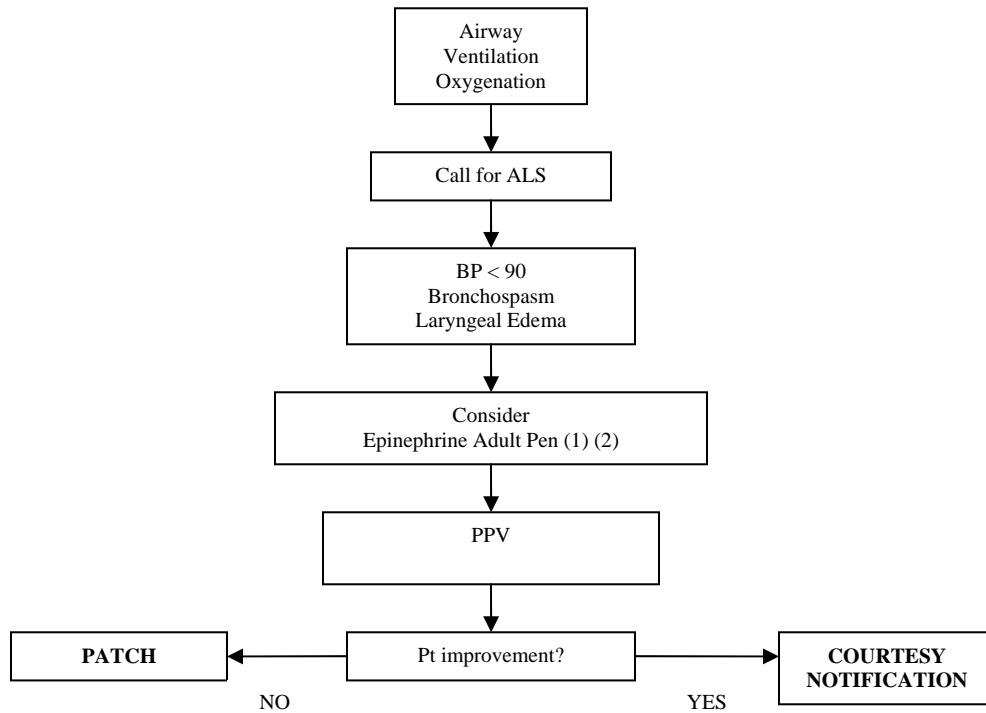 Airway
Ventilation
Oxygenation
Call for ALS
BP < 90
Bronchospasm
Laryngeal Edema
Consider
Epinephrine Adult Pen (1) (2)
PPV
PATCH
Pt improvement?
COURTESY
NOTIFICATION
NO
YES